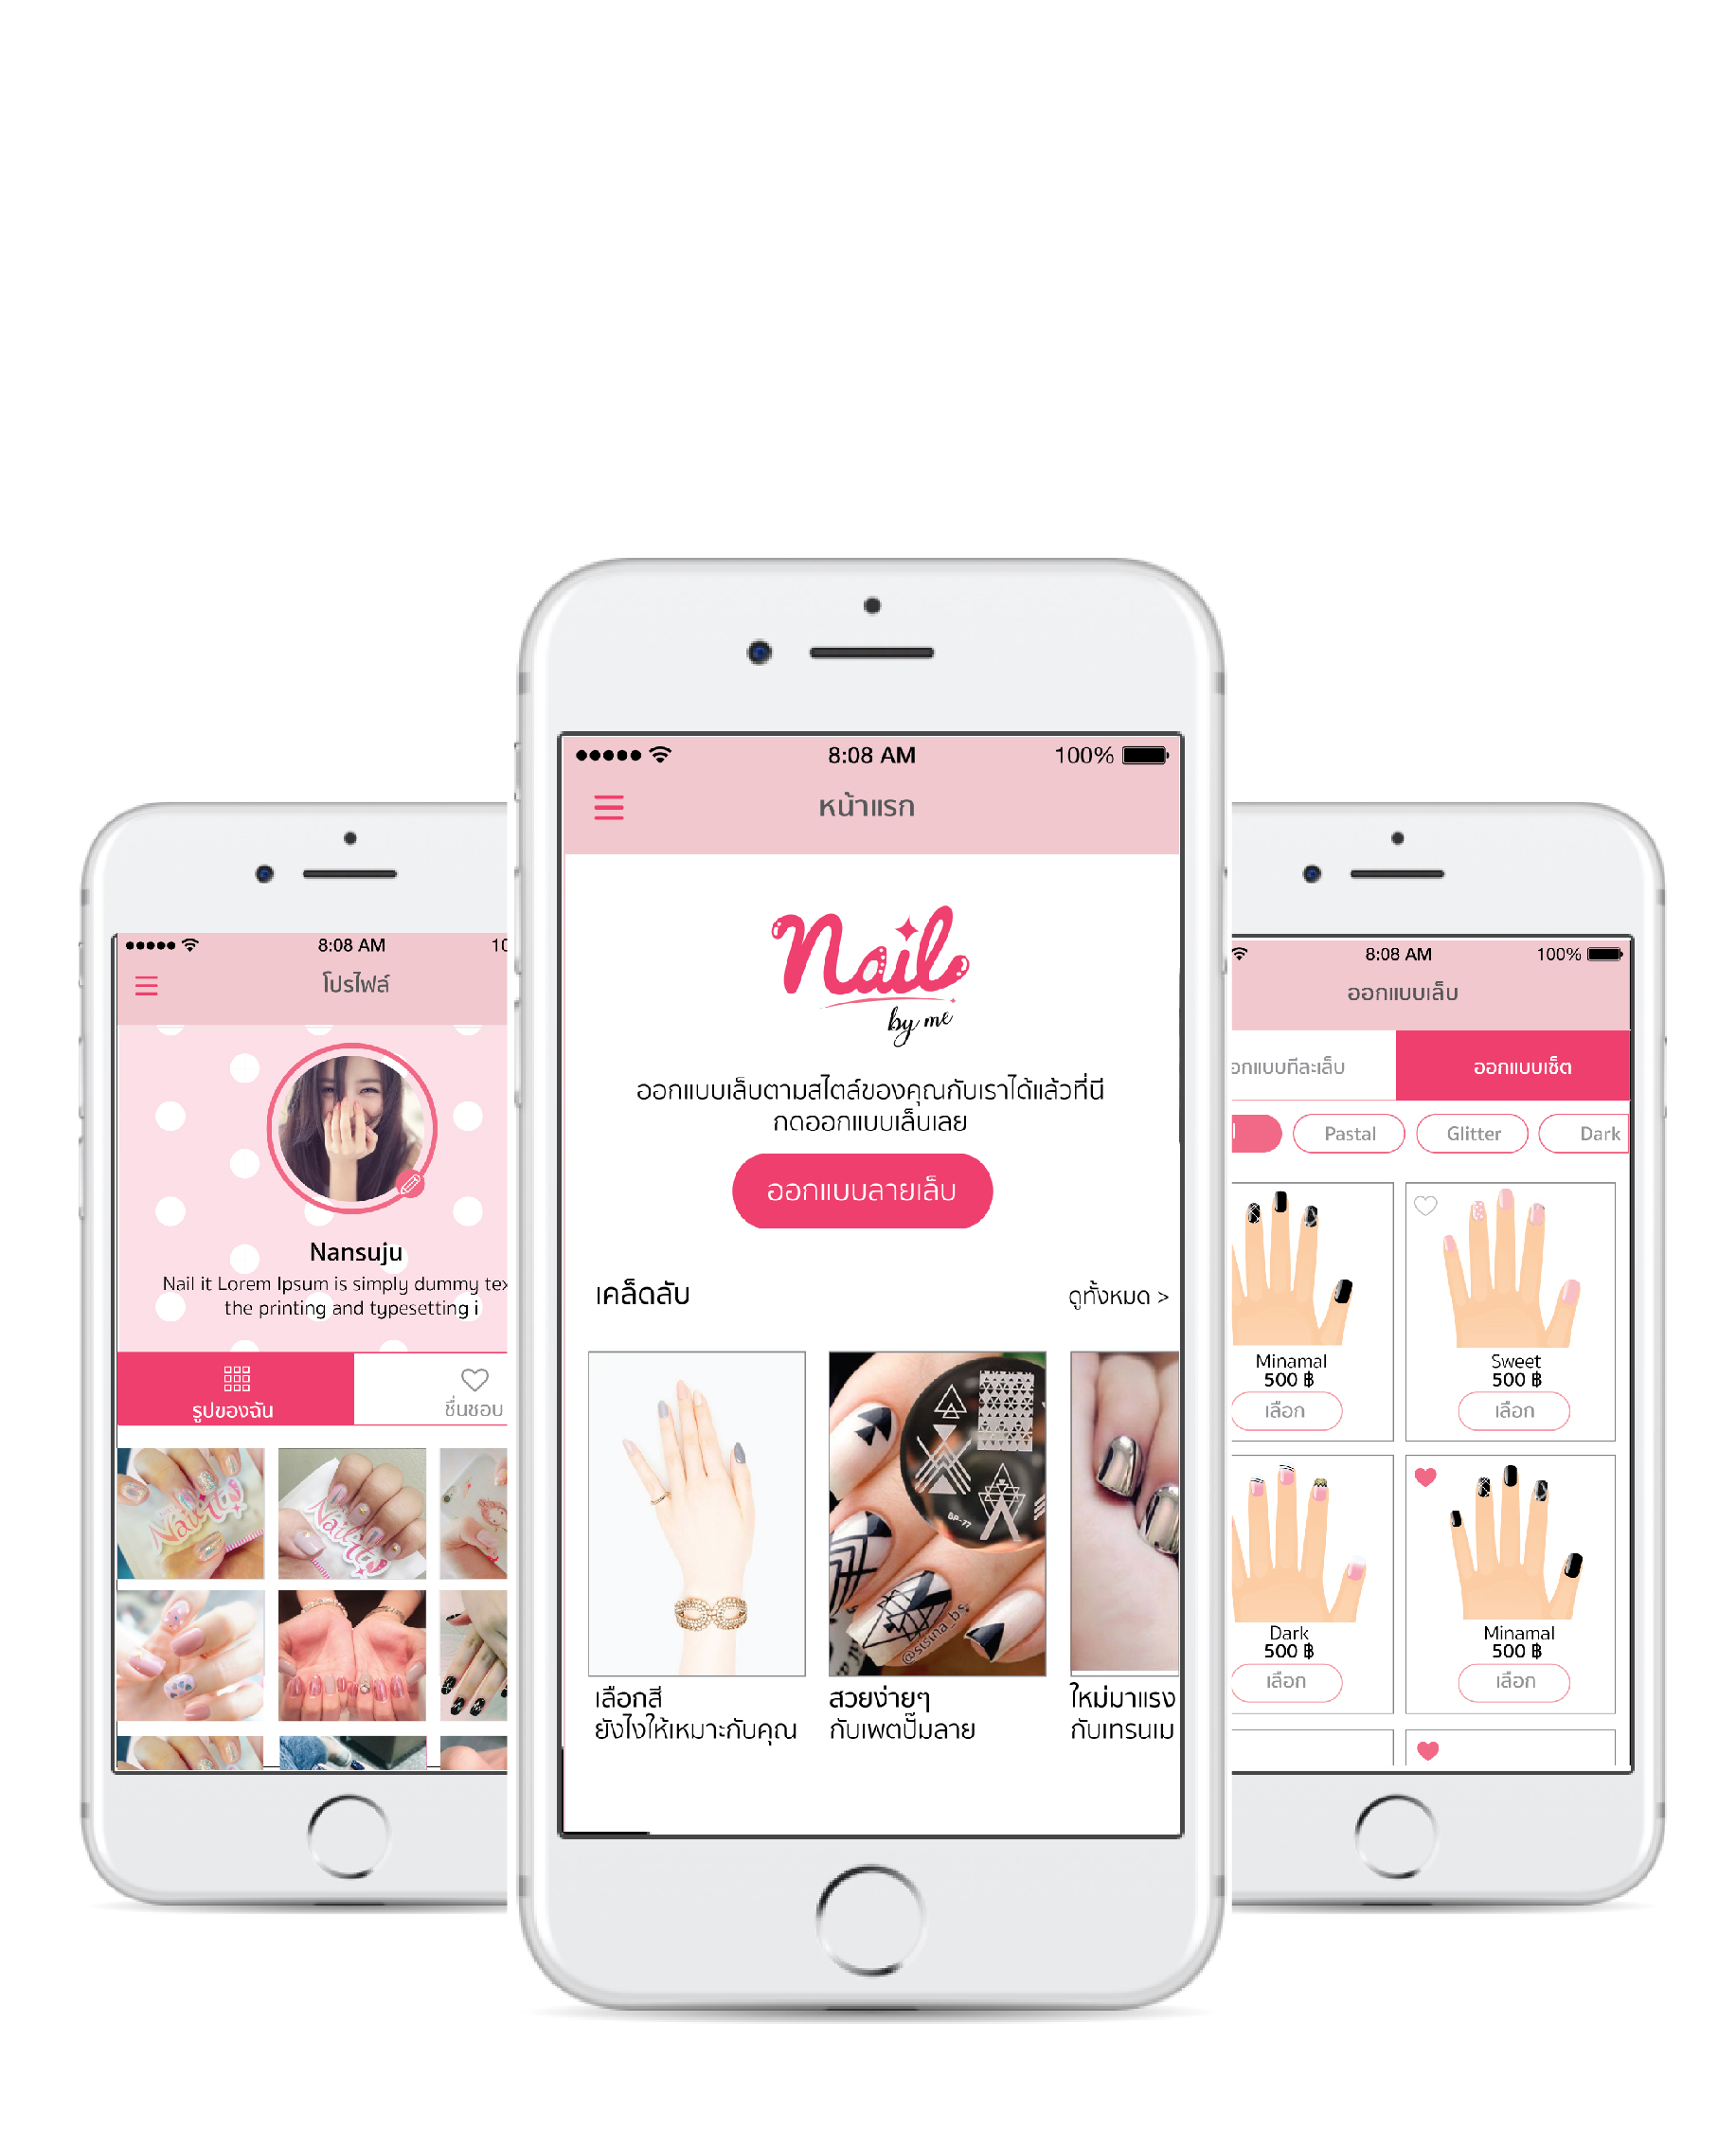 8:08 AM
โปรไฟล์
Nansuju
Nail it Lorem Ipsum is simply dummy tex
the printing and typesetting i
รูปของฉัน
ชื่นชอบ
8:08 AM
100%
หน้าแรก
Nail
by me
ออกแบบเล็บตามสไตล์ของคุณกับเราได้แล้วที่นี่
กดออกแบบเล็บเลย
ออกแบบลายเล็บ
เคล็ดลับ
ดูทั้งหมด >
BP-77
@sisina_bs
เลือกสี
ยังไงให้เหมาะกับคุณ
สวยง่ายๆ
กับเพตปั๊มลาย
ใหม่มาแรง
กับเทรนเม
8:08 AM
100%
ออกแบบเล็บ
อกแบบทีละเล็บ
ออกแบบเซ็ต
Pastal
Glitter
Dark
Minamal
500 ฿
เลือก
Sweet
500 ฿
เลือก
Dark
500 ฿
เลือก
Minamal
500 ฿
เลือก